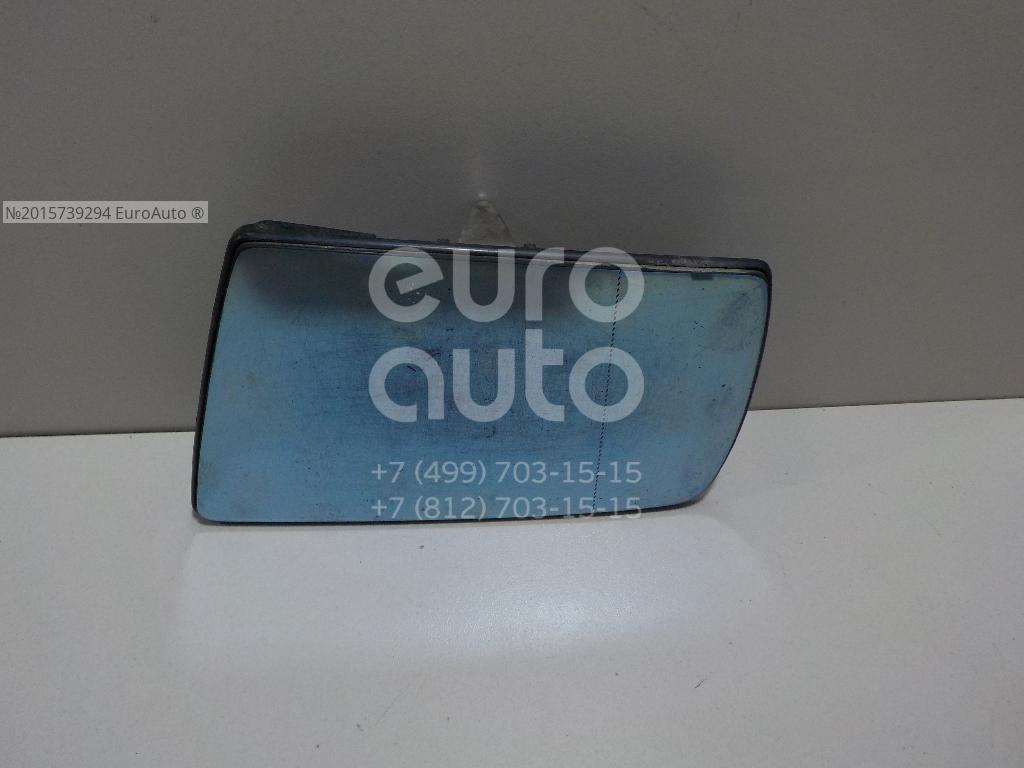 №2015739294 EuroAuto ®
euro
auto
+7 (499) 703-15-15
+7 (812) 703-15-15